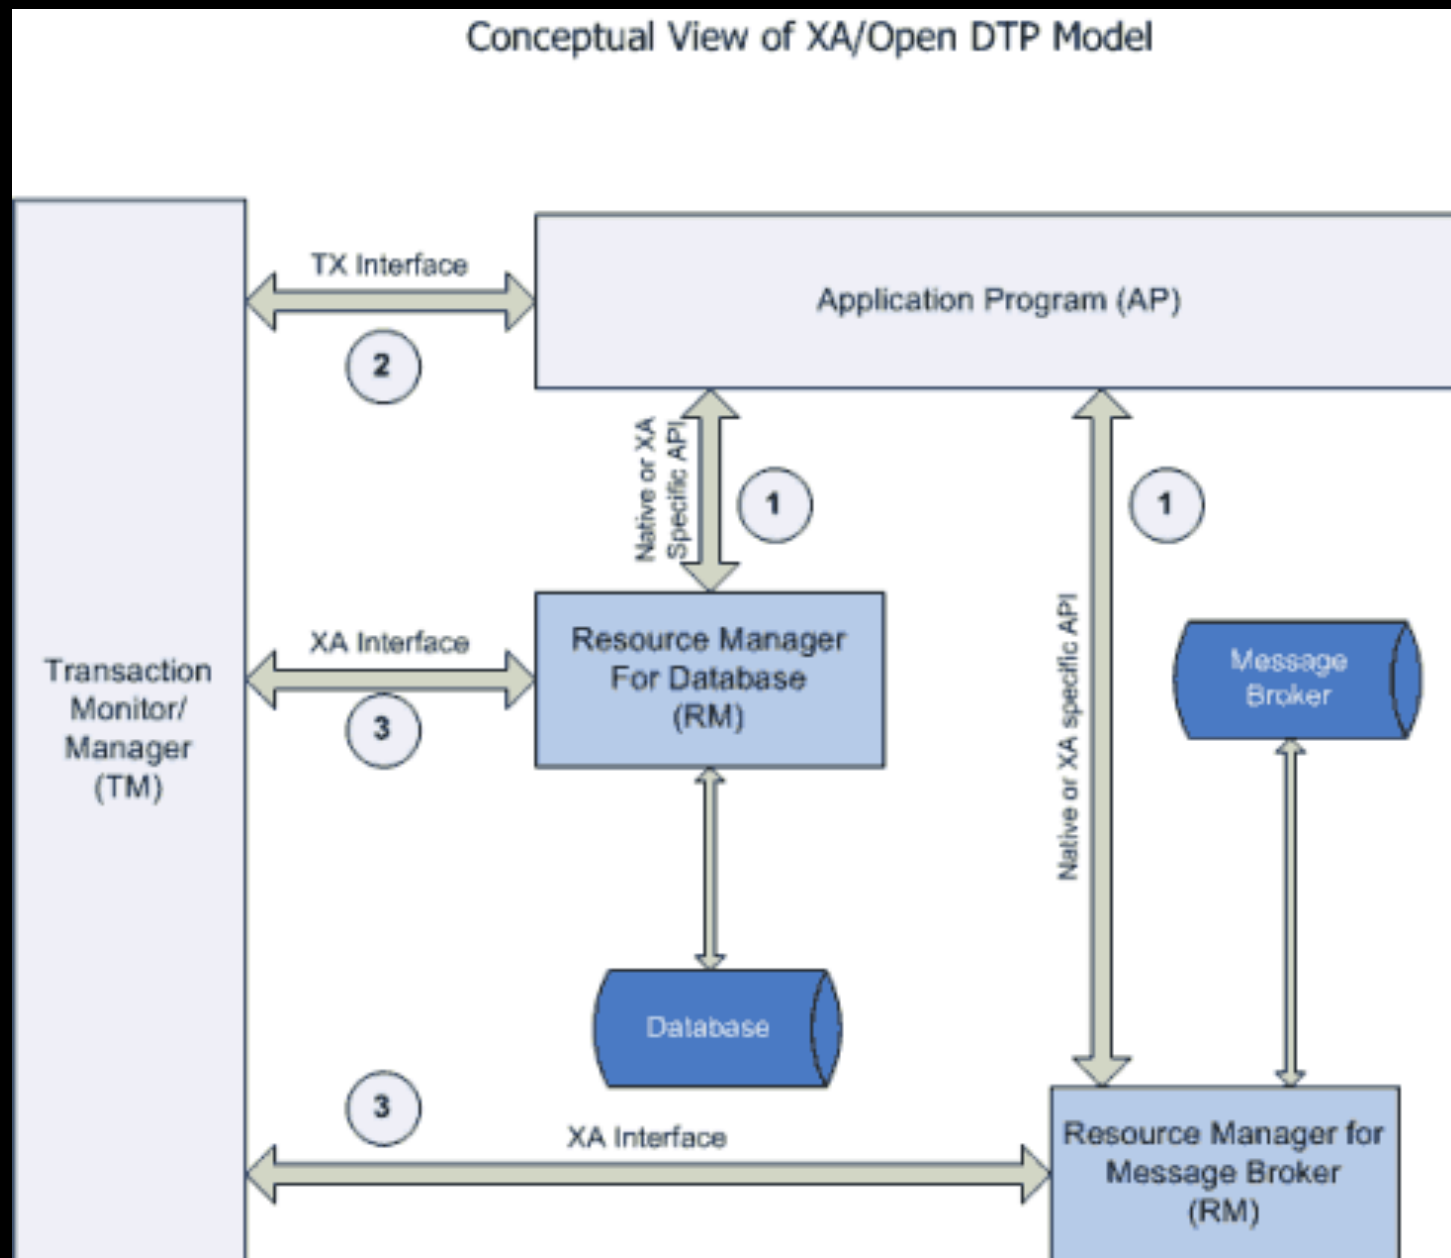 Conceptual View of XA/Open DTP Model
TX Interface
2
Application Program (AP)
Native or XA
Specific API
1
1
Native or XA specific API
XA Interface
3
Resource Manager
For Database
(RM)
Message
Broker
Transaction
Monitor/
Manager
(TM)
Database
3
XA Interface
Resource Manager for
Message Broker
(RM)